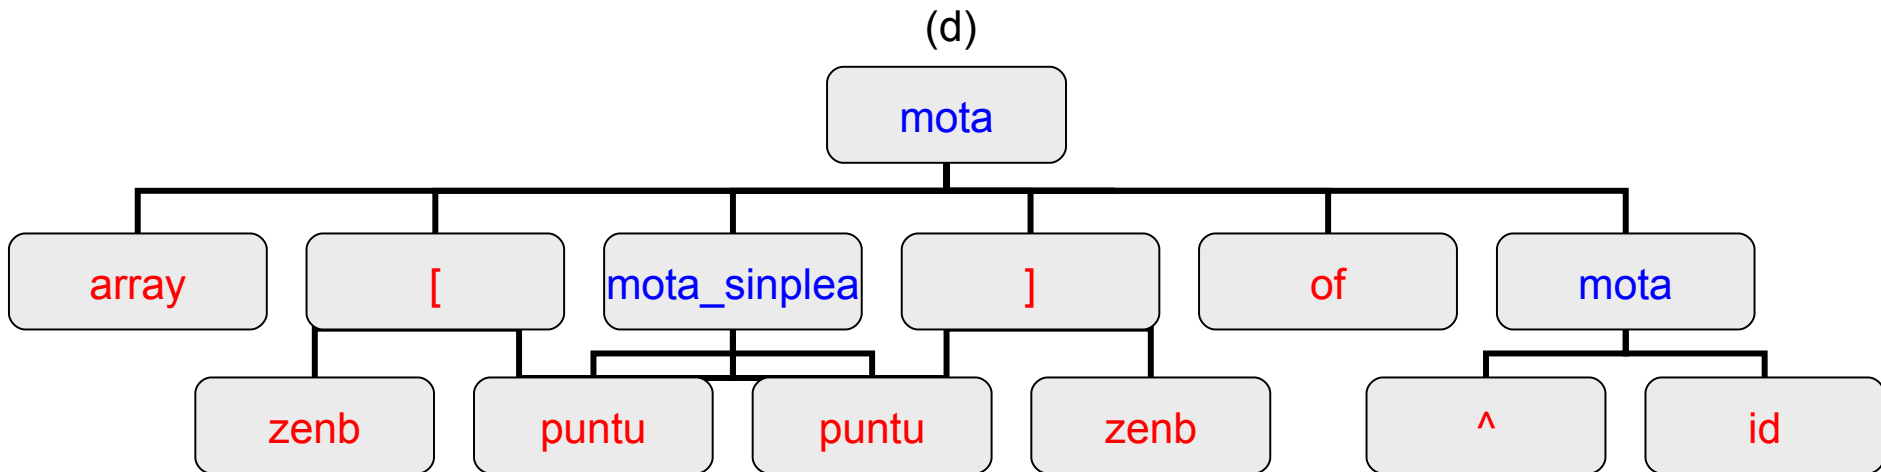 (d)
mota
array [ mota_sinplea ] of mota
zenb puntu puntu zenb ^ id